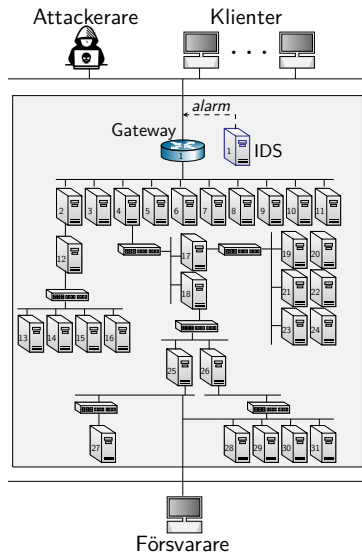 Attackerare Klienter
alarm
Gateway
1
1
IDS
2 3 4 5 6 7 8 9 10 11
12
17
19 20
18
21 22
13 14 15 16
23 24
25 26
27
28 29 30 31
Försvarare